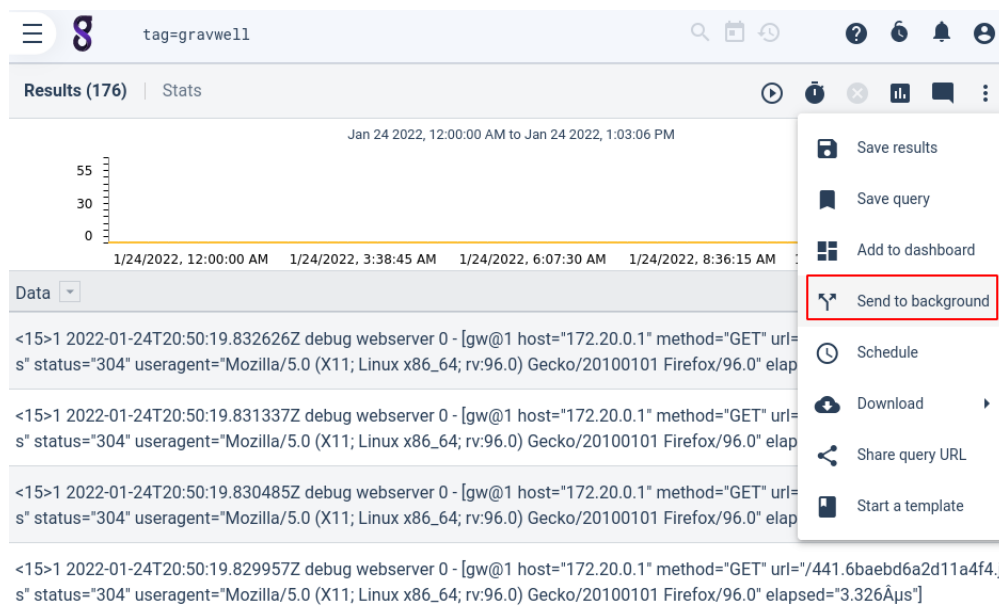 tag=gravwell
Results (176) | Stats
Jan 24 2022, 12:00:00 AM to Jan 24 2022, 1:03:06 PM
55
30
0
1/24/2022, 12:00:00 AM 1/24/2022, 3:38:45 AM 1/24/2022, 6:07:30 AM 1/24/2022, 8:36:15 AM
Save results
Save query
Add to dashboard
Send to background
Schedule
Download
Share query URL
Start a template
Data
<15>1 2022-01-24T20:50:19.832626Z debug webserver 0 - [gw@1 host="172.20.0.1" method="GET" url=
s" status="304" useragent="Mozilla/5.0 (X11; Linux x86_64; rv:96.0) Gecko/20100101 Firefox/96.0" elap
<15>1 2022-01-24T20:50:19.831337Z debug webserver 0 - [gw@1 host="172.20.0.1" method="GET" url=
s" status="304" useragent="Mozilla/5.0 (X11; Linux x86_64; rv:96.0) Gecko/20100101 Firefox/96.0" elap
<15>1 2022-01-24T20:50:19.830485Z debug webserver 0 - [gw@1 host="172.20.0.1" method="GET" url=
s" status="304" useragent="Mozilla/5.0 (X11; Linux x86_64; rv:96.0) Gecko/20100101 Firefox/96.0" elap
<15>1 2022-01-24T20:50:19.829957Z debug webserver 0 - [gw@1 host="172.20.0.1" method="GET" url="/441.6baebd6a2d11a4f4.
s" status="304" useragent="Mozilla/5.0 (X11; Linux x86_64; rv:96.0) Gecko/20100101 Firefox/96.0" elapsed="3.326Âµs"]